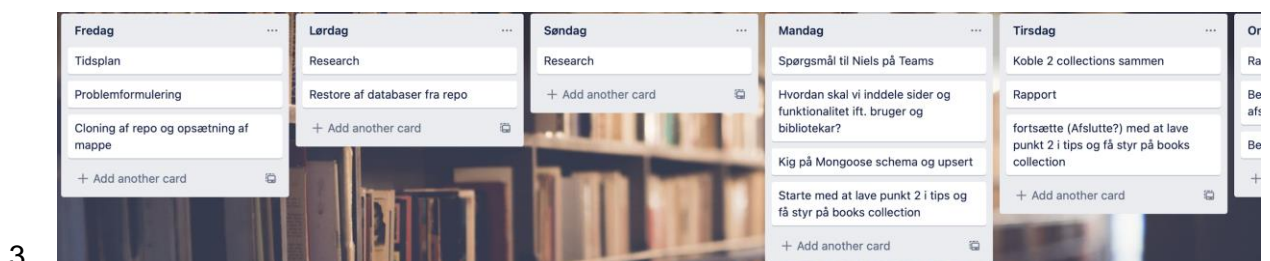 Fredag
Tidsplan
Problemformulering
Cloning af repo og opsætning af
mappe
+ Add another card
Lørdag
Research
Restore af databaser fra repo
+ Add another card
Søndag
Research
+ Add another card
Mandag
Spørgsmål til Niels på Teams
Hvordan skal vi inddele sider og
funktionalitet ift. bruger og
bibliotekar?
Kig på Mongoose schema og upsert
Starte med at lave punkt 2 i tips og
få styr på books collection
+ Add another card
Tirsdag
Koble 2 collections sammen
Rapport
fortsætte (Afslutte?) med at lave
punkt 2 i tips og få styr på books
collection
+ Add another card
3.